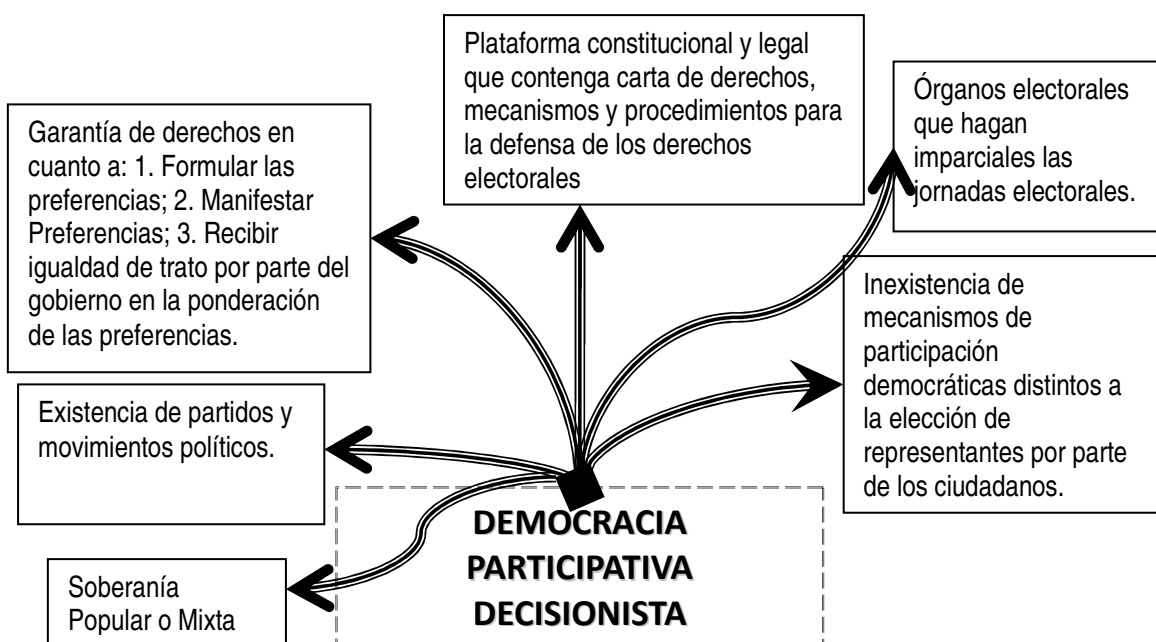 Plataforma constitucional y legal
que contenga carta de derechos,
mecanismos y procedimientos para
la defensa de los derechos
electorales
Órganos electorales
que hagan
imparciales las
jornadas electorales.
Garantía de derechos en
cuanto a: 1. Formular las
preferencias; 2. Manifestar
Preferencias; 3. Recibir
igualdad de trato por parte del
gobierno en la ponderación
de las preferencias.
Inexistencia de
mecanismos de
participación
democráticas distintos a
la elección de
representantes por parte
de los ciudadanos.
Existencia de partidos y
movimientos políticos.
DEMOCRACIA
PARTICIPATIVA
DECISIONISTA
Soberanía
Popular o Mixta